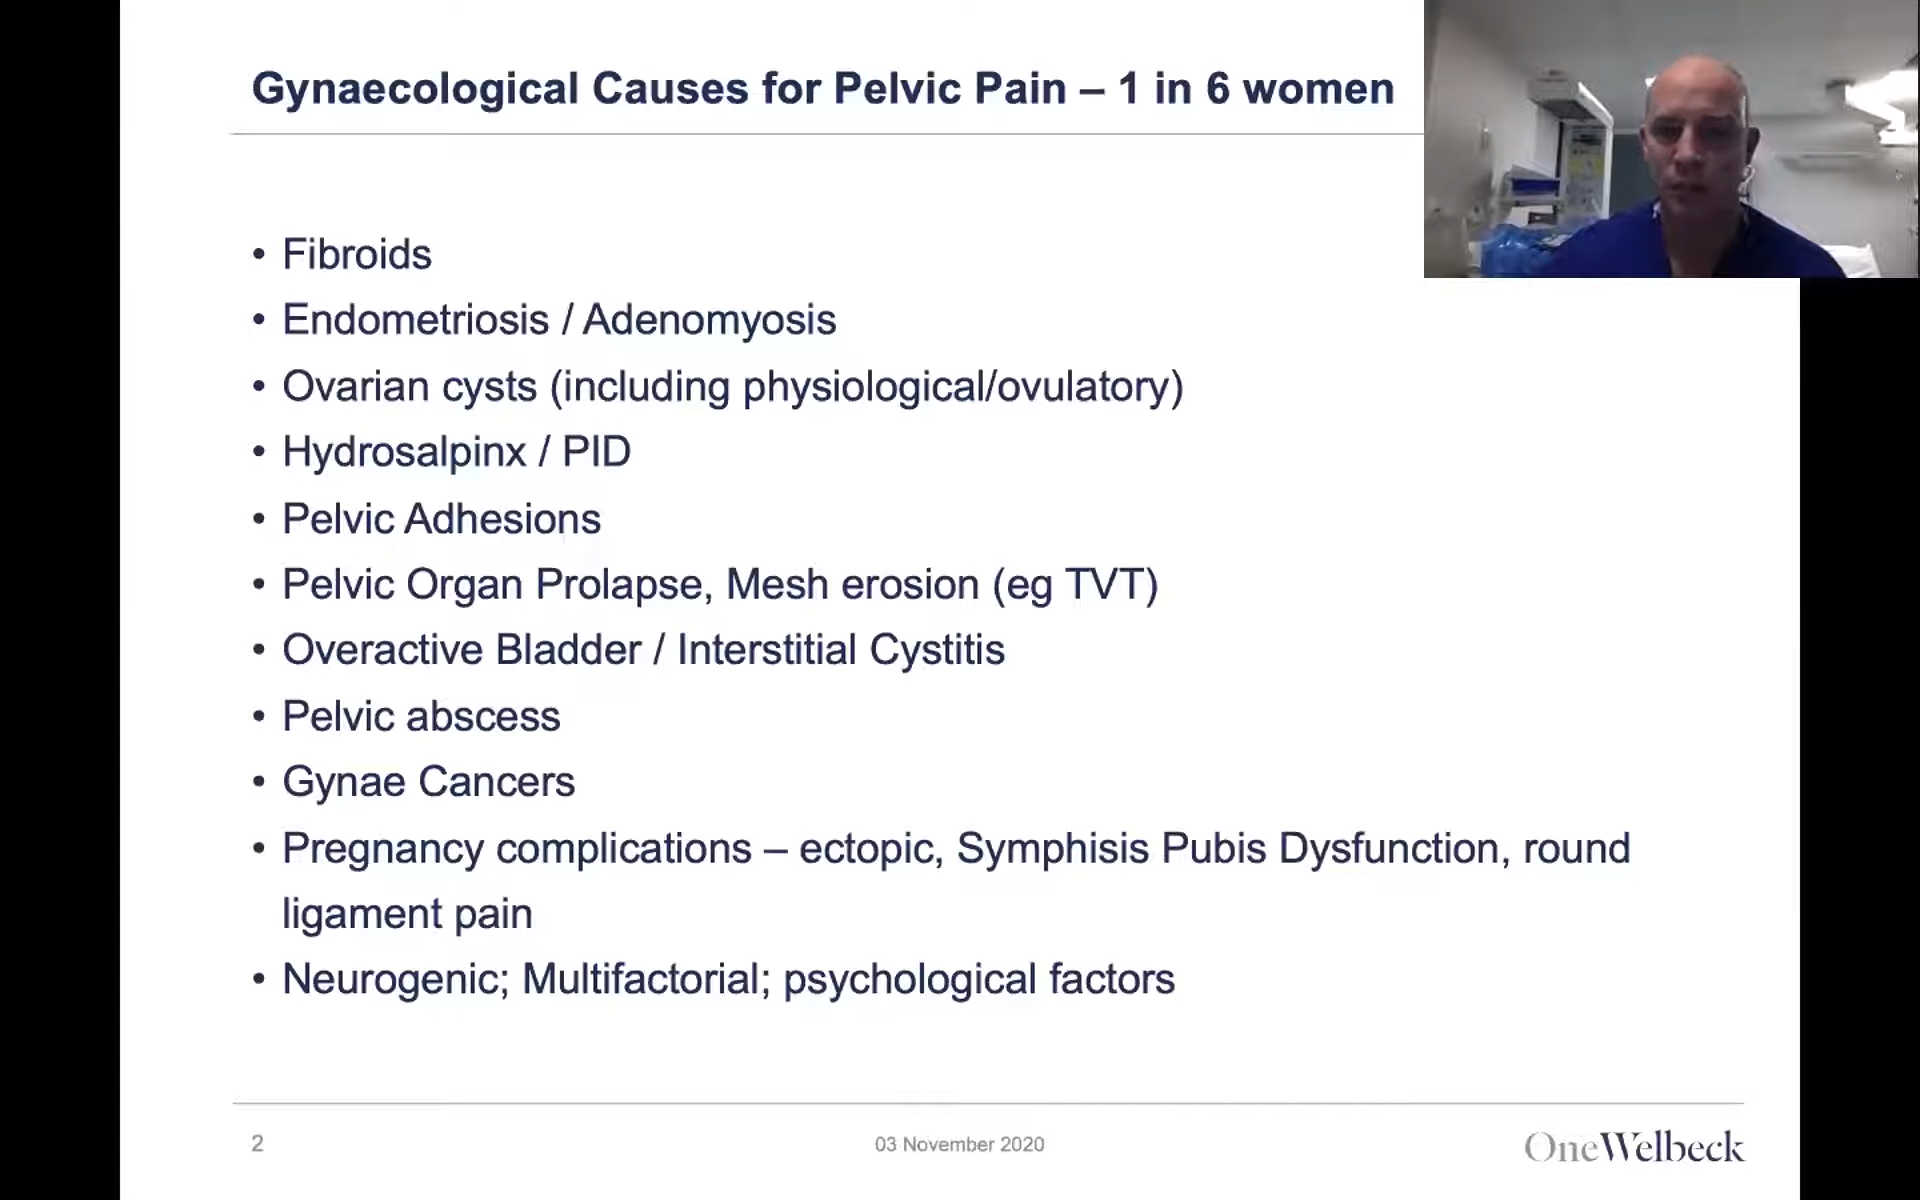 Gynaecological Causes for Pelvic Pain – 1 in 6 women
• Fibroids
• Endometriosis / Adenomyosis
• Ovarian cysts (including physiological/ovulatory)
• Hydrosalpinx / PID
• Pelvic Adhesions
• Pelvic Organ Prolapse, Mesh erosion (eg TVT)
• Overactive Bladder / Interstitial Cystitis
• Pelvic abscess
• Gynae Cancers
• Pregnancy complications – ectopic, Symphisis Pubis Dysfunction, round
ligament pain
• Neurogenic; Multifactorial; psychological factors
2
03 November 2020
OneWelbeck